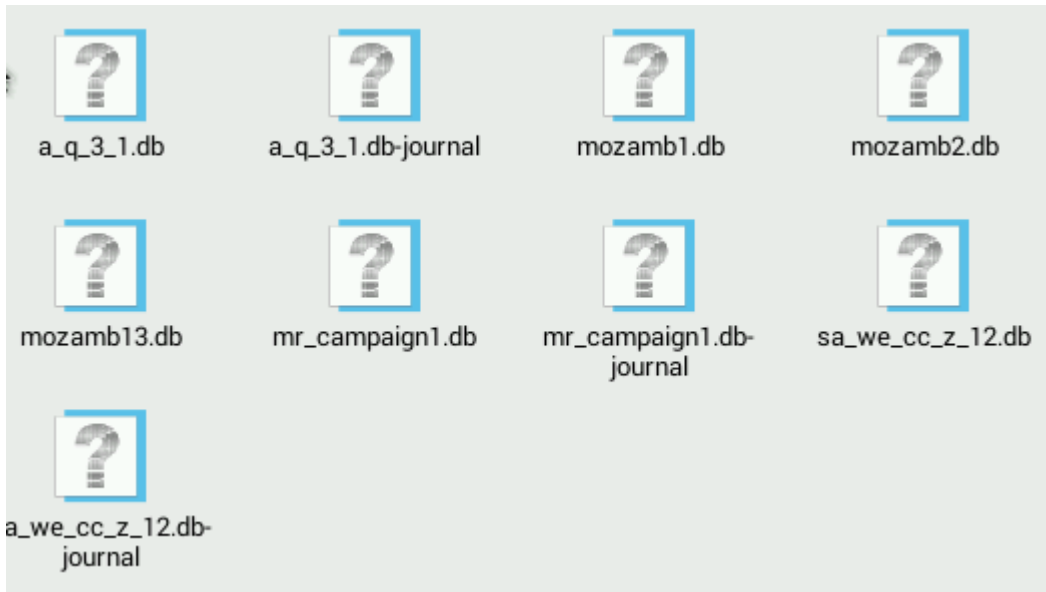 a_q_3_1.db
a_q_3_1.db-journal
mozamb1.db
mozamb2.db
mozamb13.db
mr_campaign1.db
mr_campaign1.db-
journal
sa_we_cc_z_12.db
a_we_cc_z_12.db-
journal